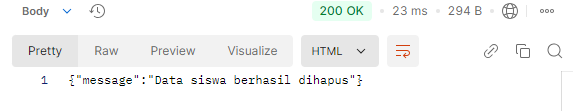 Body 200 OK • 23 ms • 294 B
Pretty Raw Preview Visualize HTML
1 {"message":"Data siswa berhasil dihapus"}